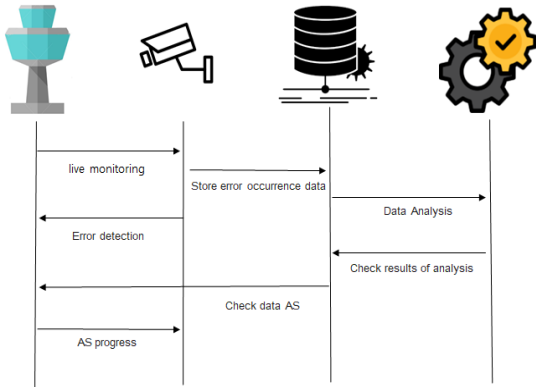 live monitoring
Store error occurrence data
Data Analysis
Error detection
Check results of analysis
Check data AS
AS progress